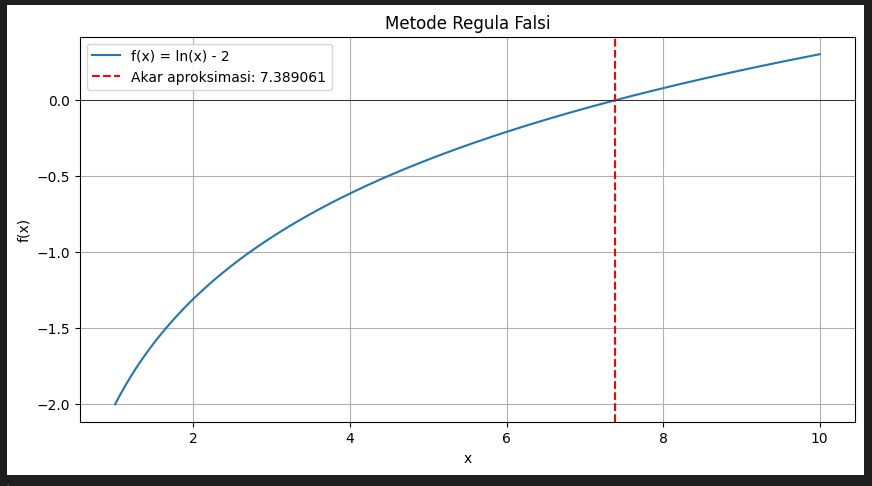 Metode Regula Falsi
f(x) = ln(x) - 2
Akar aproksimasi: 7.389061
0.0
−0.5
−1.0
−1.5
−2.0
f(x)
2 4 6 8 10
x